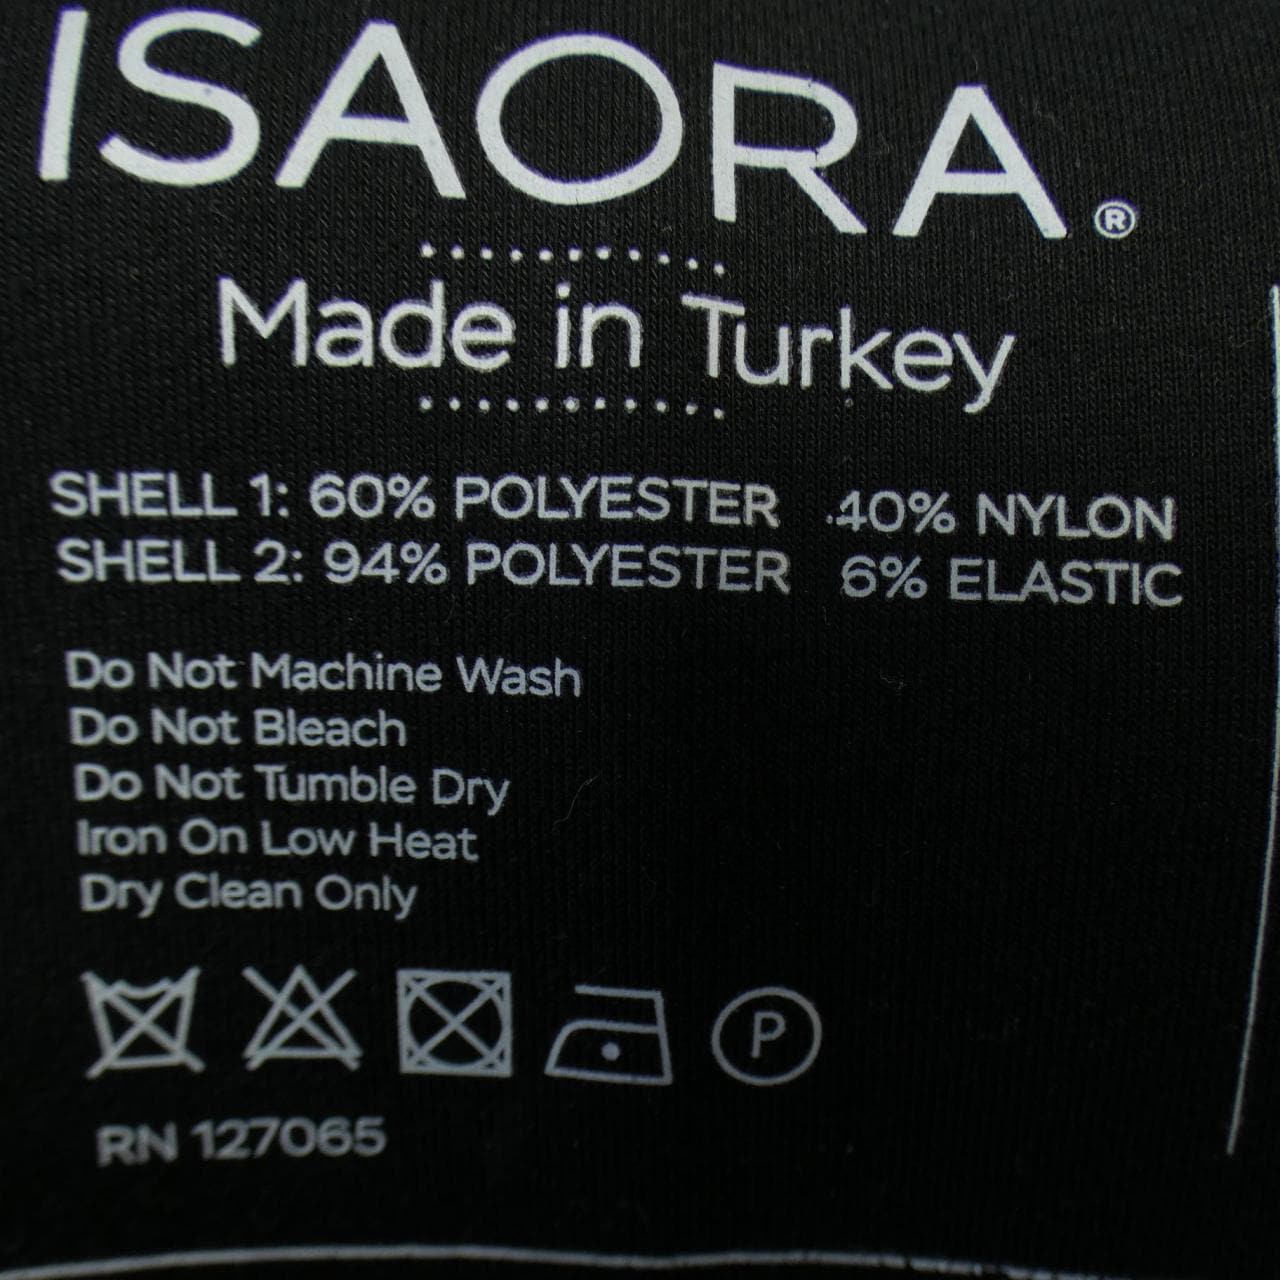 ISAORA®
Made in Turkey
SHELL 1: 60% POLYESTER 40% NYLON
SHELL 2: 94% POLYESTER 6% ELASTIC
Do Not Machine Wash
Do Not Bleach
Do Not Tumble Dry
Iron On Low Heat
Dry Clean Only
P
RN 127065